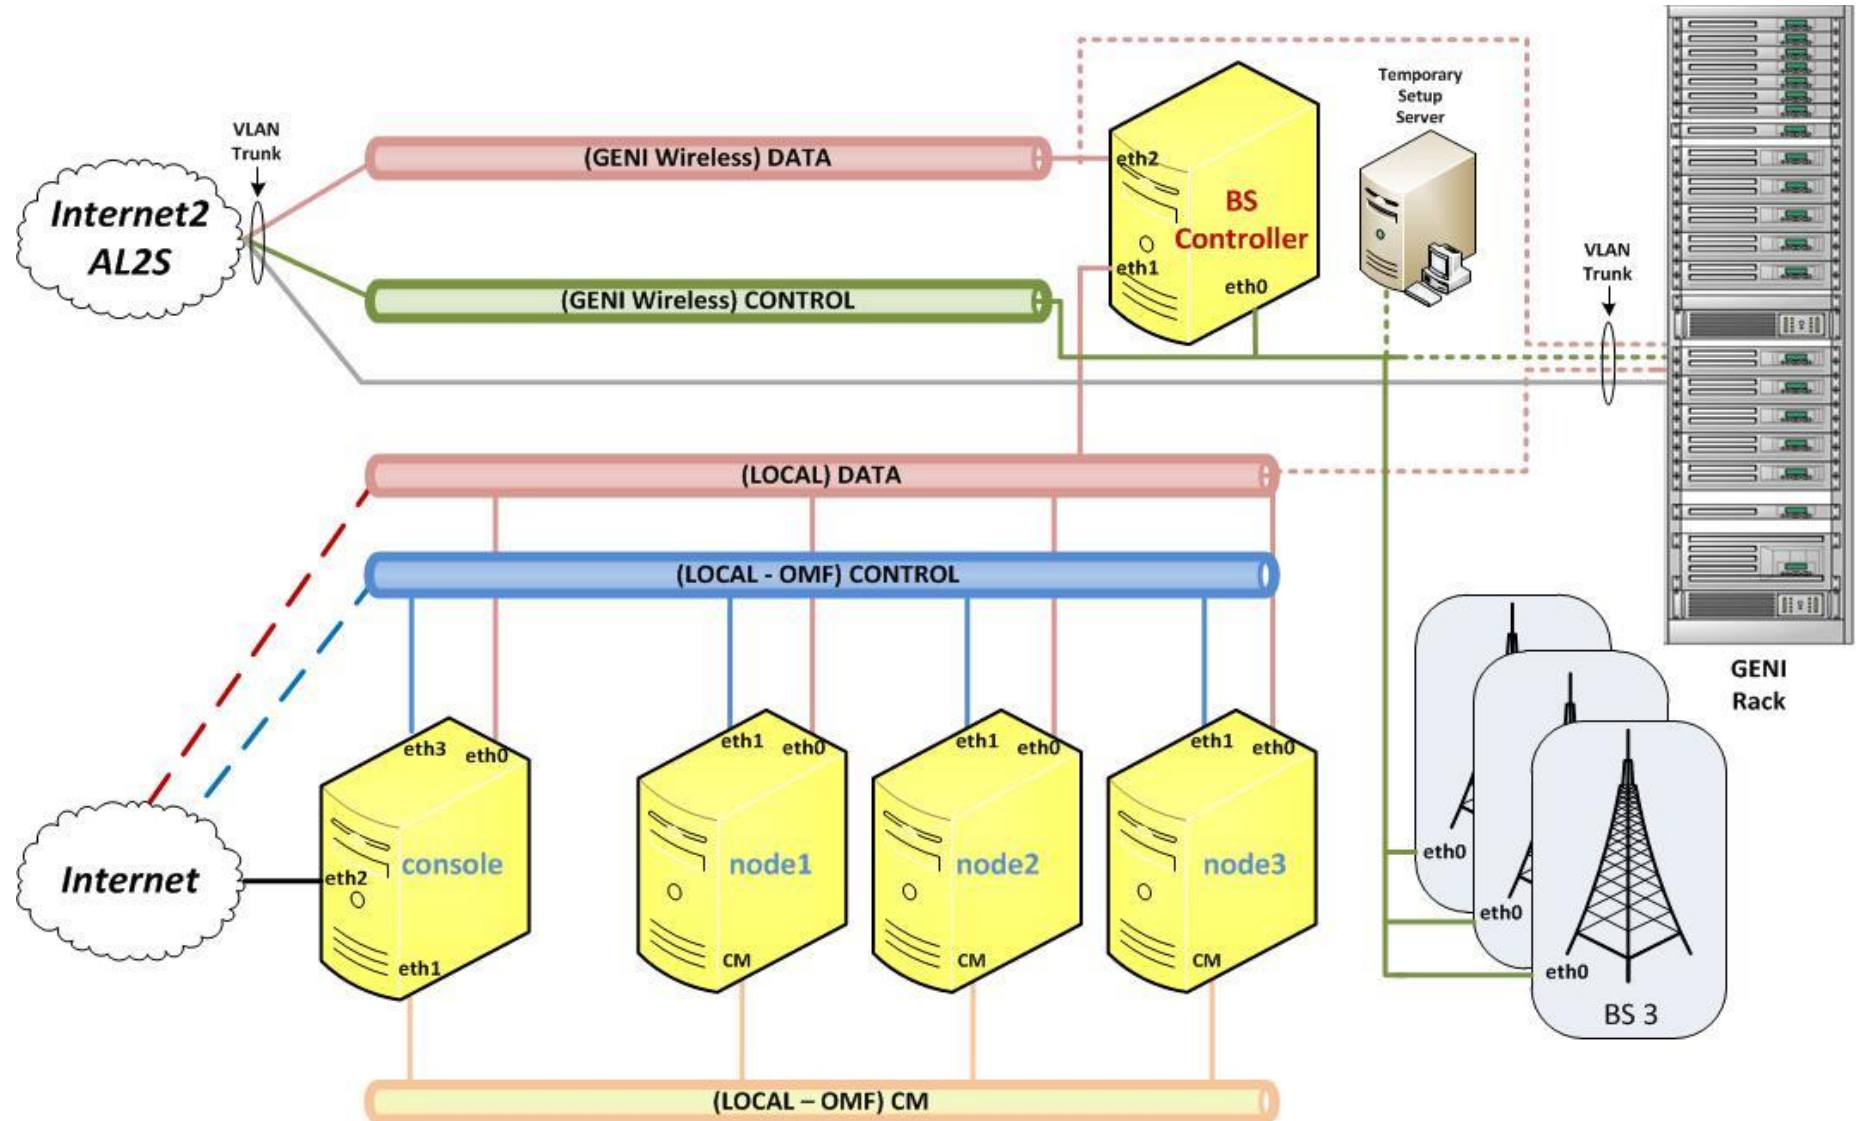 VLAN
Trunk
Internet2
AL2S
(GENI Wireless) DATA
(GENI Wireless) CONTROL
eth2
BS
Controller
eth1
eth0
Temporary
Setup
Server
VLAN
Trunk
GENI
Rack
(LOCAL) DATA
(LOCAL - OMF) CONTROL
Internet
eth3
eth0
eth2
console
eth1
eth1
eth0
node1
CM
eth1
eth0
node2
CM
eth1
eth0
node3
CM
eth0
eth0
eth0
BS 3
(LOCAL – OMF) CM